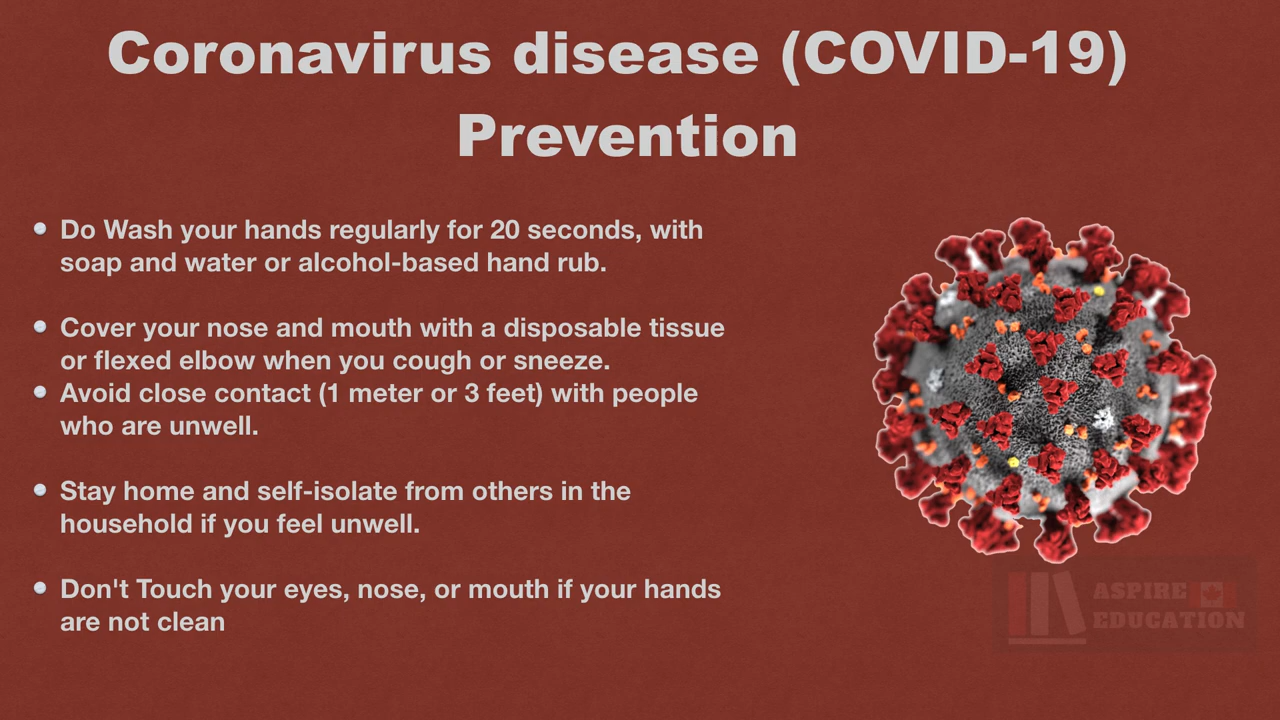 Coronavirus disease (COVID-19)
Prevention
Do Wash your hands regularly for 20 seconds, with
soap and water or alcohol-based hand rub.
Cover your nose and mouth with a disposable tissue
or flexed elbow when you cough or sneeze.
Avoid close contact (1 meter or 3 feet) with people
who are unwell.
Stay home and self-isolate from others in the
household if you feel unwell.
Don't Touch your eyes, nose, or mouth if your hands
are not clean
ASPIRE
EDUCATION